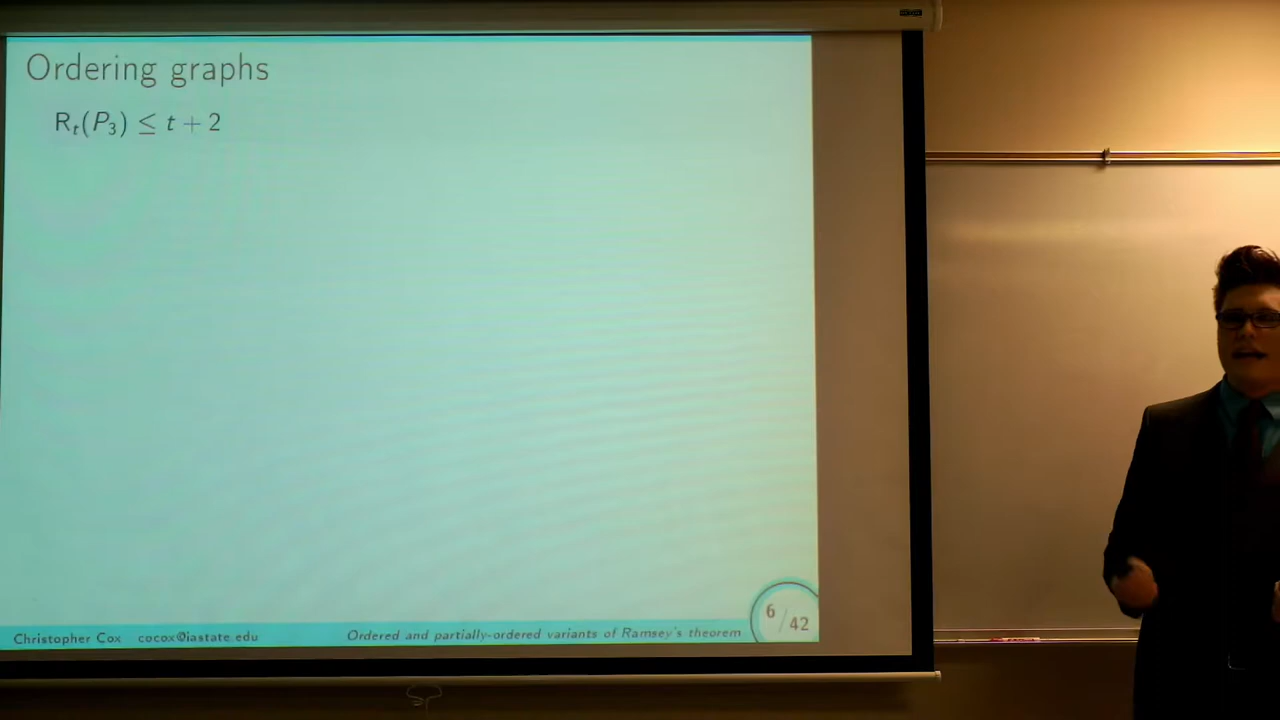 Ordering graphs
R_t(P_3) ≤ t + 2
6/42
Christopher Cox cocox@iastate.edu Ordered and partially-ordered variants of Ramsey's theorem